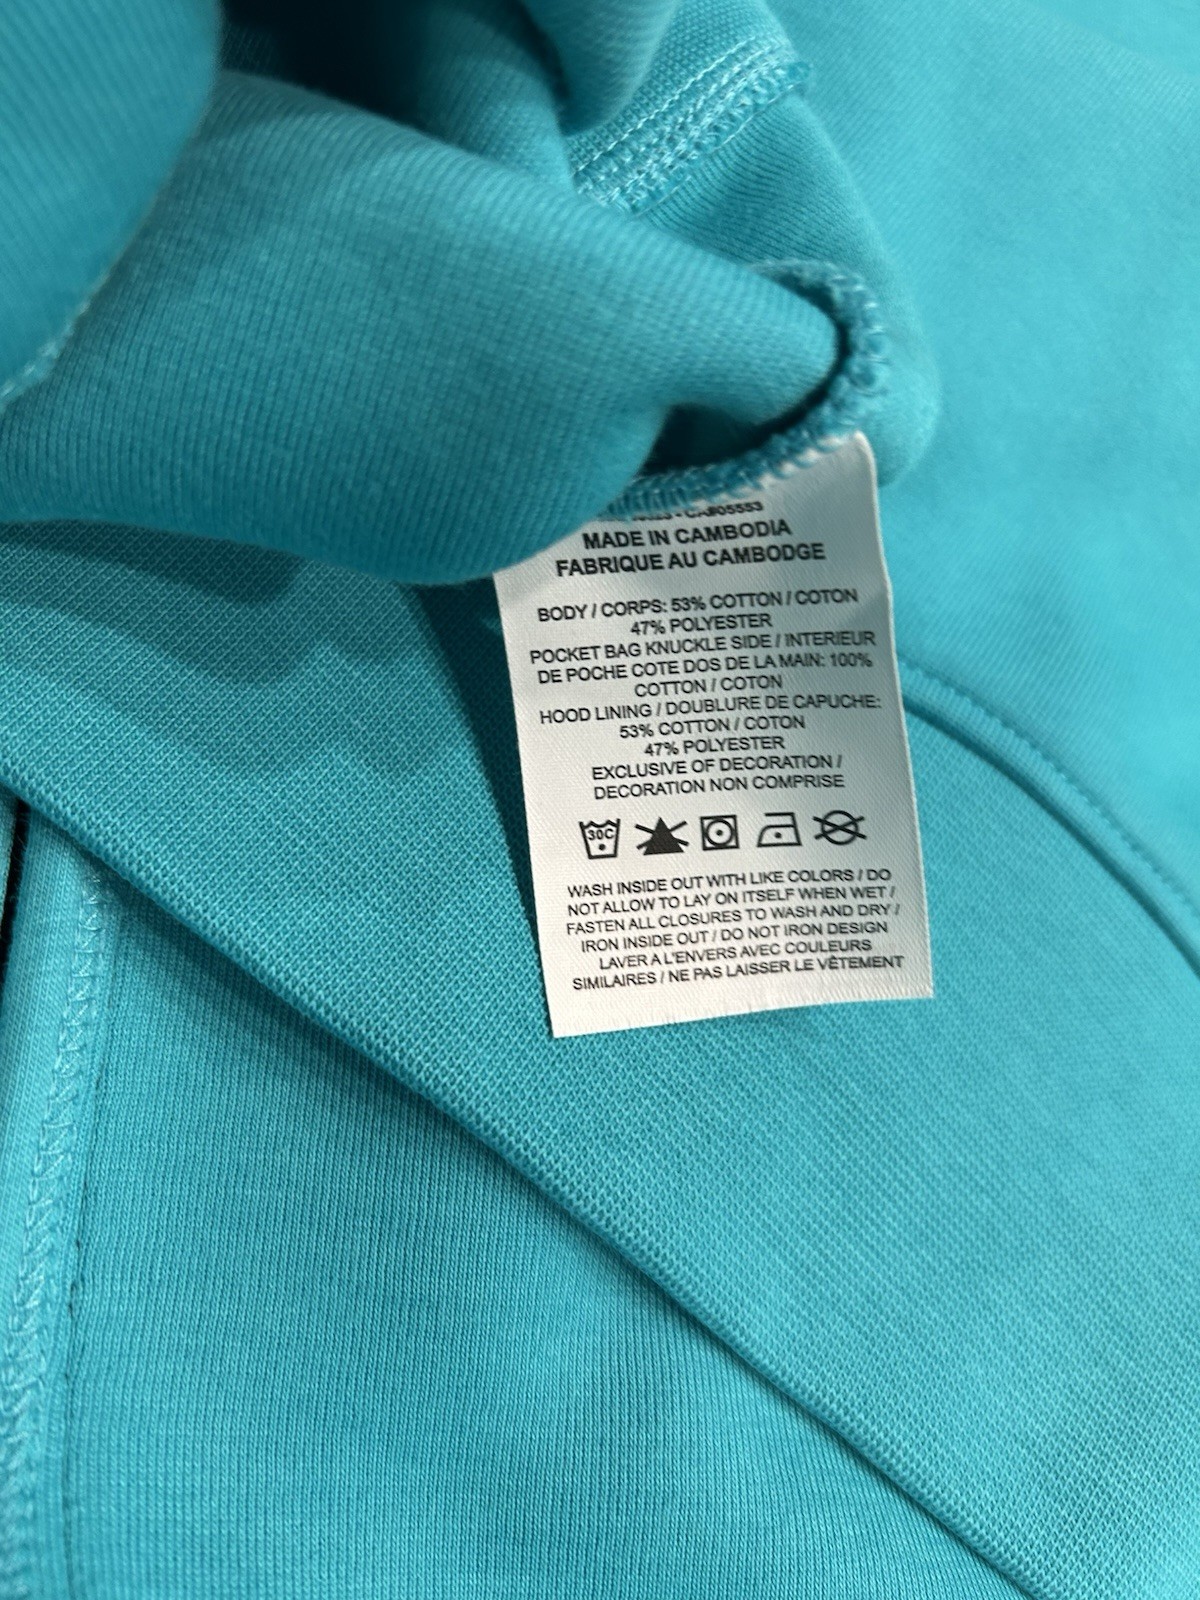 CA#05553
MADE IN CAMBODIA
FABRIQUE AU CAMBODGE
BODY / CORPS: 53% COTTON / COTON
47% POLYESTER
POCKET BAG KNUCKLE SIDE / INTERIEUR
DE POCHE COTE DOS DE LA MAIN: 100%
COTTON / COTON
HOOD LINING / DOUBLURE DE CAPUCHE:
53% COTTON / COTON
47% POLYESTER
EXCLUSIVE OF DECORATION /
DECORATION NON COMPRISE
30C
WASH INSIDE OUT WITH LIKE COLORS / DO
NOT ALLOW TO LAY ON ITSELF WHEN WET /
FASTEN ALL CLOSURES TO WASH AND DRY /
IRON INSIDE OUT / DO NOT IRON DESIGN
LAVER A L'ENVERS AVEC COULEURS
SIMILAIRES / NE PAS LAISSER LE VÊTEMENT